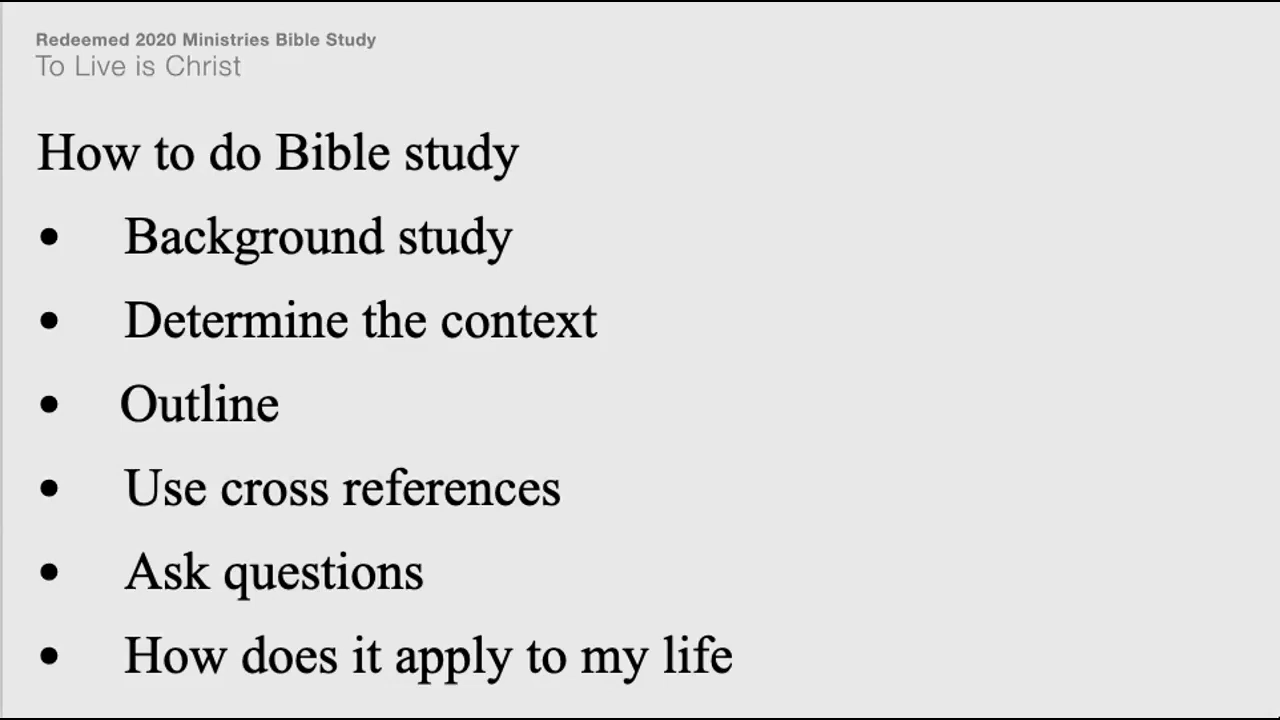 Redeemed 2020 Ministries Bible Study
To Live is Christ
How to do Bible study
• Background study
• Determine the context
• Outline
• Use cross references
• Ask questions
• How does it apply to my life